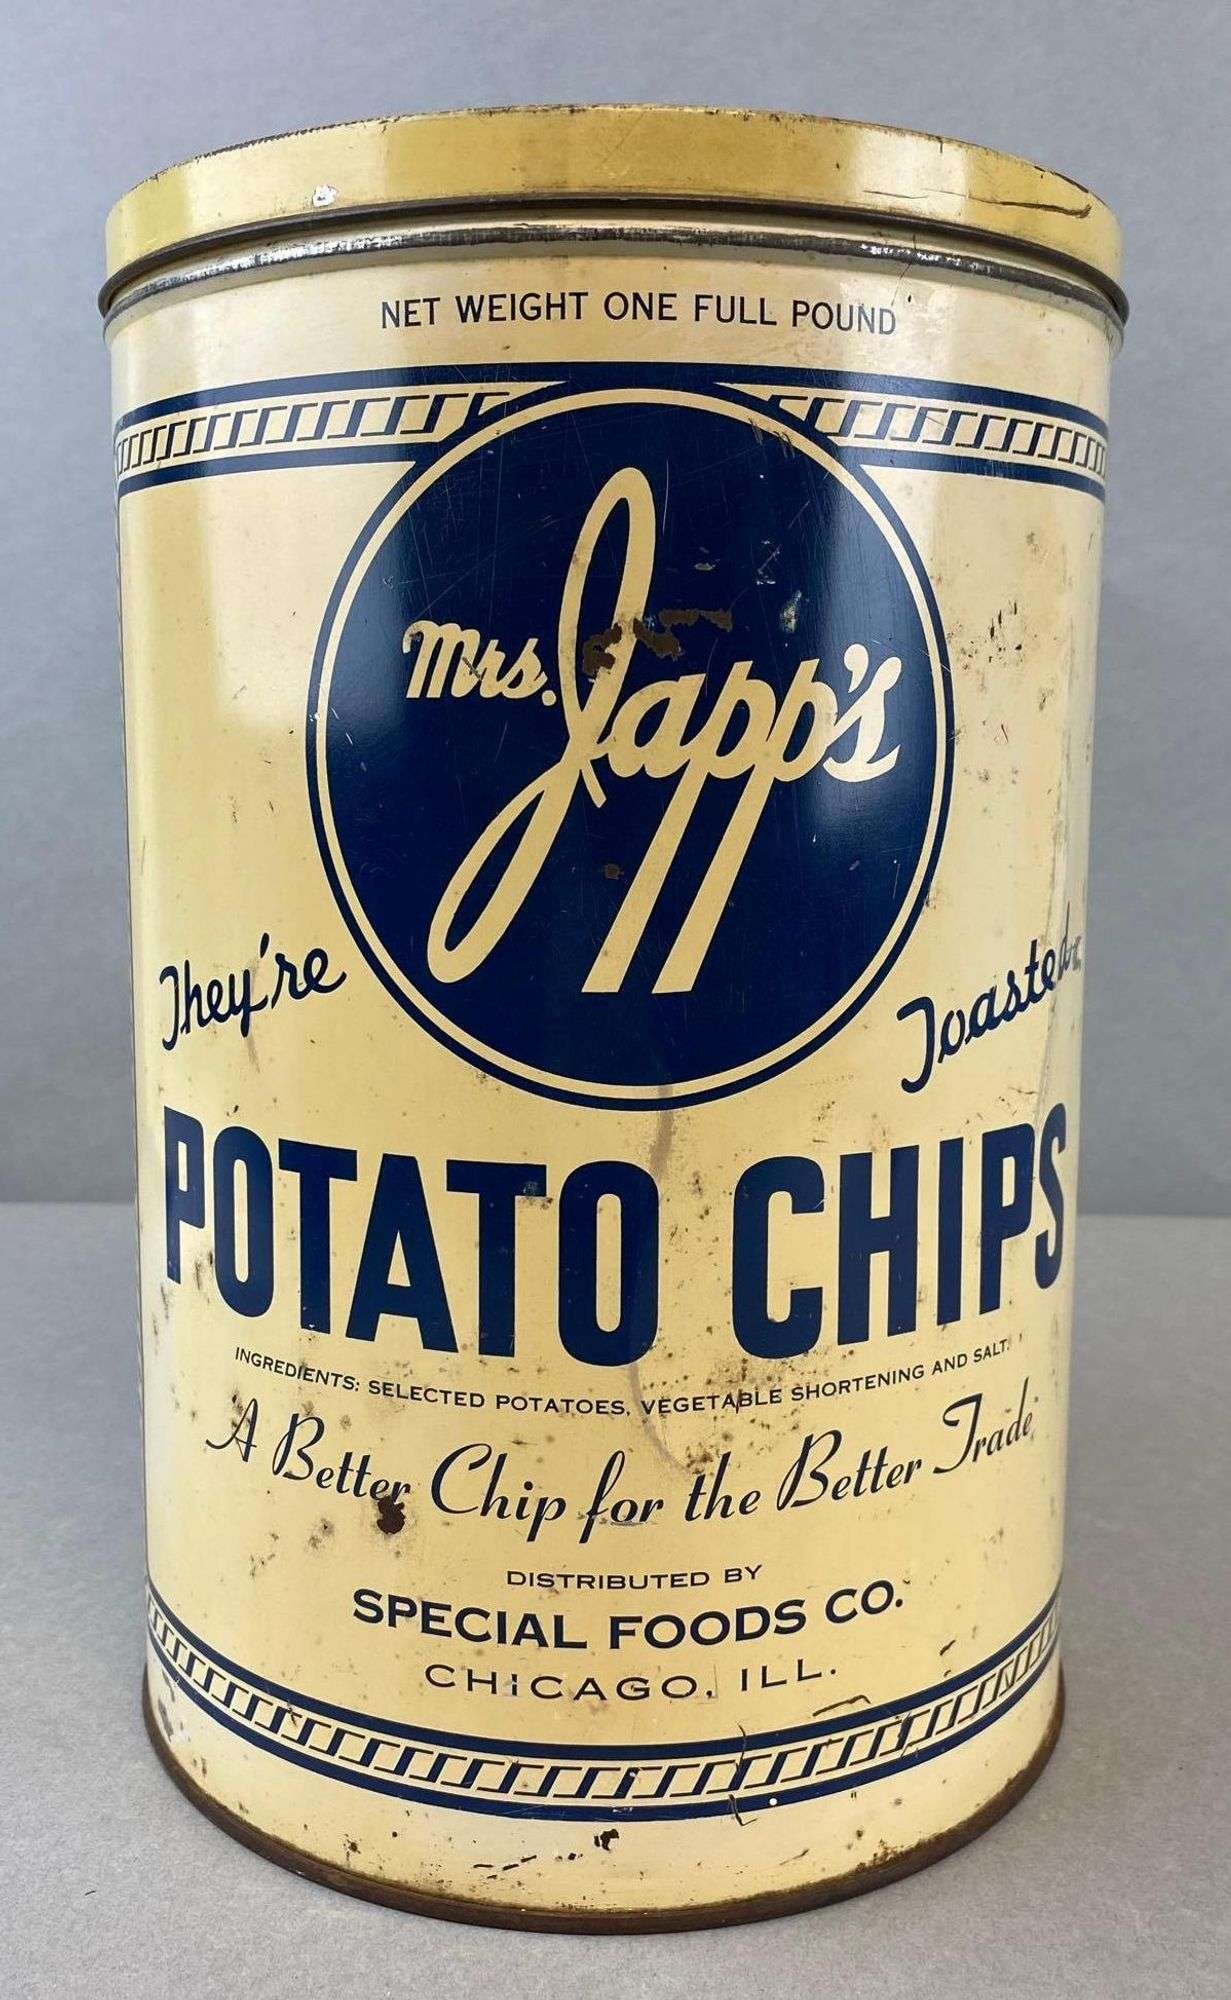 NET WEIGHT ONE FULL POUND
Mrs. Japp's
They're Toasted
POTATO CHIPS
INGREDIENTS: SELECTED POTATOES, VEGETABLE SHORTENING AND SALT.
A Better Chip for the Better Trade
DISTRIBUTED BY
SPECIAL FOODS CO.
CHICAGO, ILL.